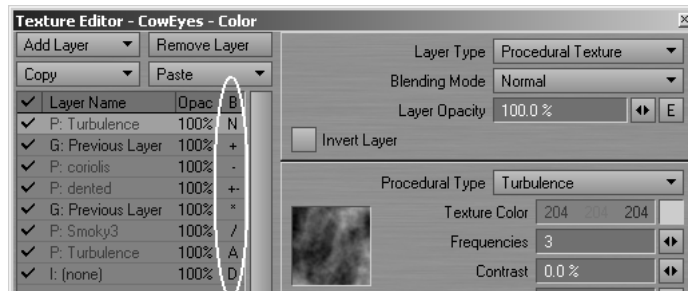 Texture Editor - CowEyes - Color
Add Layer Remove Layer
Copy Paste
Layer Name Opac B
P: Turbulence 100% N
G: Previous Layer 100% +
P: coriolis 100% -
P: dented 100% +-
G: Previous Layer 100% *
P: Smoky3 100% /
P: Turbulence 100% A
I: (none) 100% D
Layer Type Procedural Texture
Blending Mode Normal
Layer Opacity 100.0 % E
Invert Layer
Procedural Type Turbulence
Texture Color 204 204 204
Frequencies 3
Contrast 0.0 %